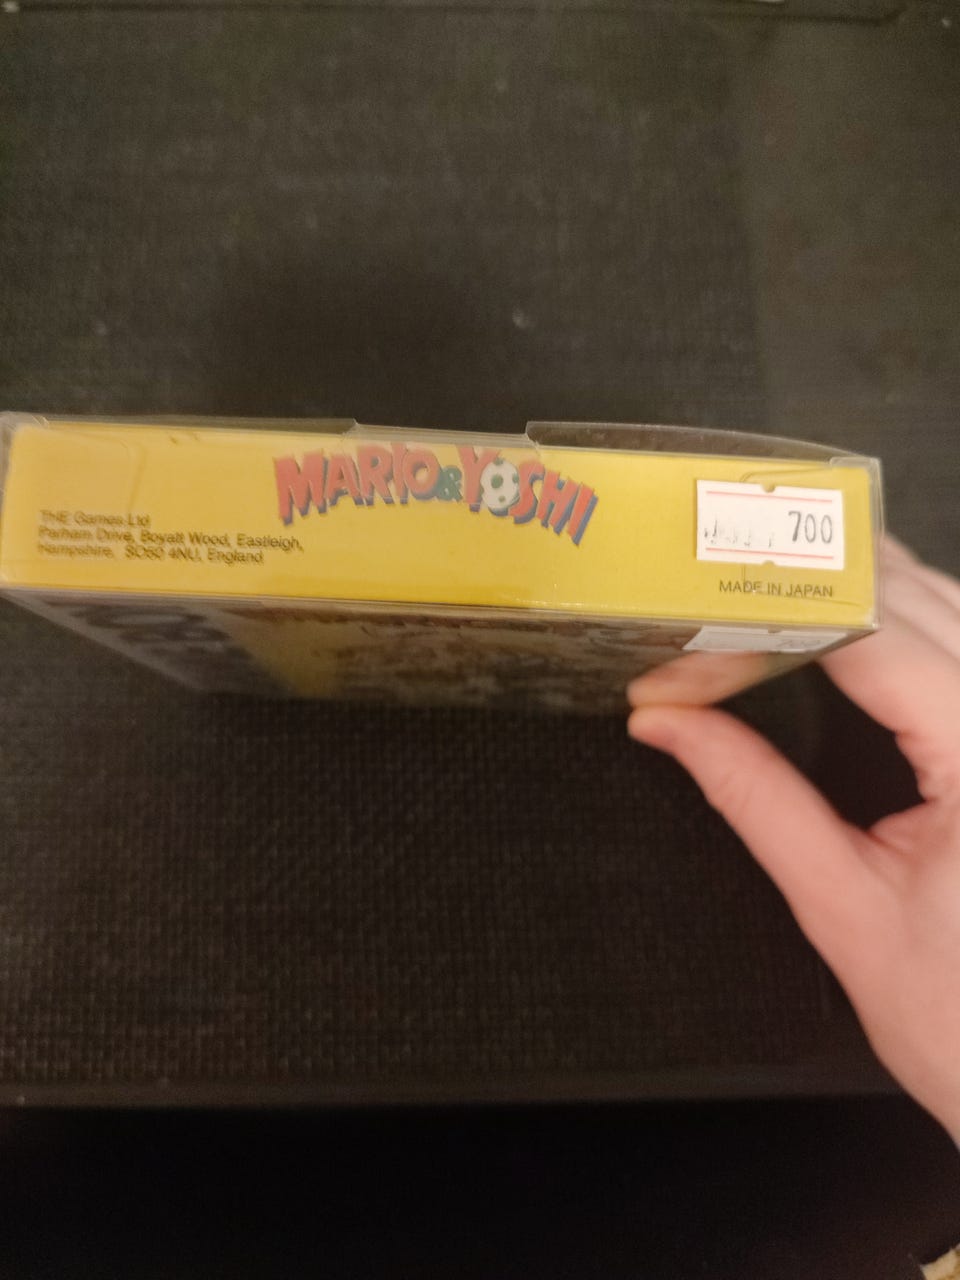 MARIO & YOSHI
THE Games Ltd
Parham Drive, Boyatt Wood, Eastleigh,
Hampshire, SO50 4NU, England
700
MADE IN JAPAN